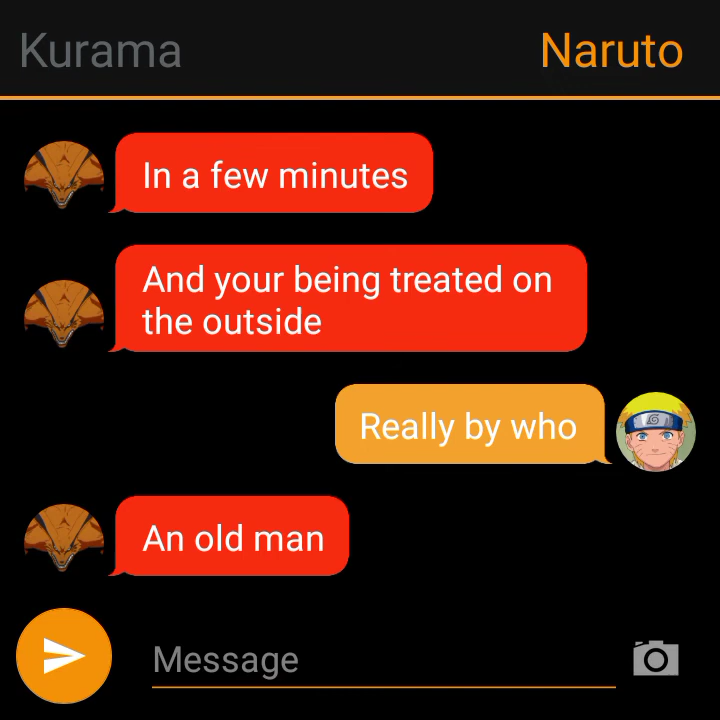 Kurama
Naruto
In a few minutes
And your being treated on
the outside
Really by who
An old man
Message